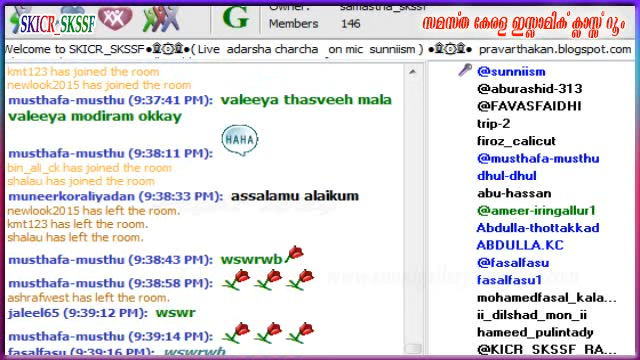 SKICR_SKSSF
G
Owner: samastha_skssf
Members 146
സമസ്ത കേരള ഇസ്ലാമിക് ക്ലാസ്സ് റൂം
Welcome to SKICR_SKSSF ( Live adarsha charcha on mic sunniism ) pravarthakan.blogspot.com
kmt123 has joined the room
newlook2015 has joined the room
musthafa-musthu (9:37:41 PM): valeeya thasveeh mala
valeeya modiram okkay
HAHA
musthafa-musthu (9:38:11 PM):
bin_ali_ck has joined the room
shalau has joined the room
muneerkoraliyadan (9:38:33 PM): assalamu alaikum
newlook2015 has left the room.
kmt123 has left the room.
shalau has left the room.
musthafa-musthu (9:38:43 PM): wswrwb
musthafa-musthu (9:38:58 PM):
ashrafwest has left the room.
jaleel65 (9:39:12 PM): wswr
musthafa-musthu (9:39:14 PM):
fasalfasu (9:39:16 PM): wswrwb
@sunniism
@aburashid-313
@FAVASFAIDHI
trip-2
firoz_calicut
@musthafa-musthu
dhul-dhul
abu-hassan
@ameer-iringallur1
Abdulla-thottakkad
ABDULLA.KC
@fasalfasu
fasalfasu1
mohamedfasal_kala...
ii_dilshad_mon_ii
hameed_pulintady
@KICR_SKSSF_RA...